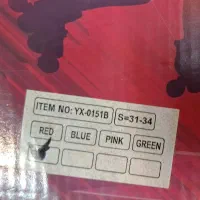 ITEM NO: YX-0151B S=31-34
RED BLUE PINK GREEN